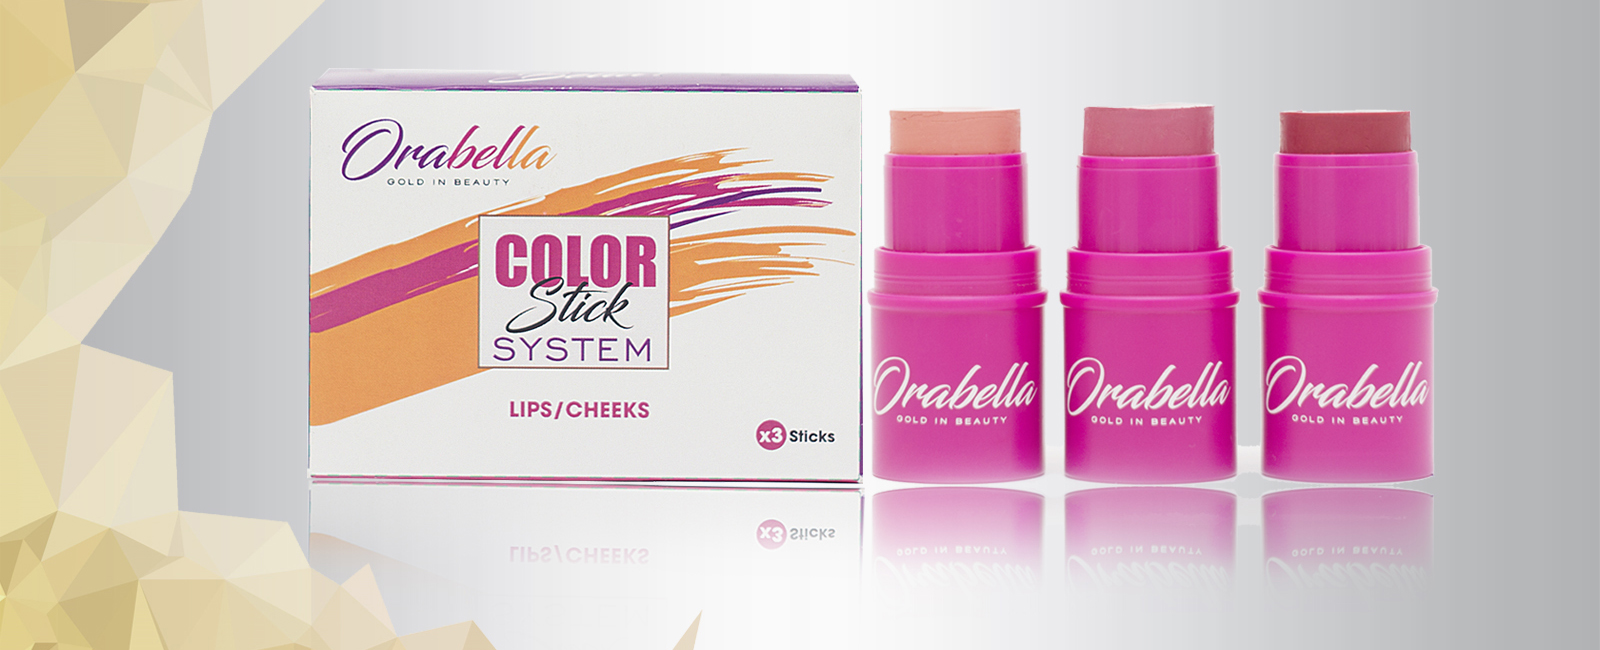 Orabella
GOLD IN BEAUTY
COLOR
Stick
SYSTEM
LIPS/CHEEKS
x3 Sticks
Orabella
GOLD IN BEAUTY
Orabella
GOLD IN BEAUTY
Orabella
GOLD IN BEAUTY